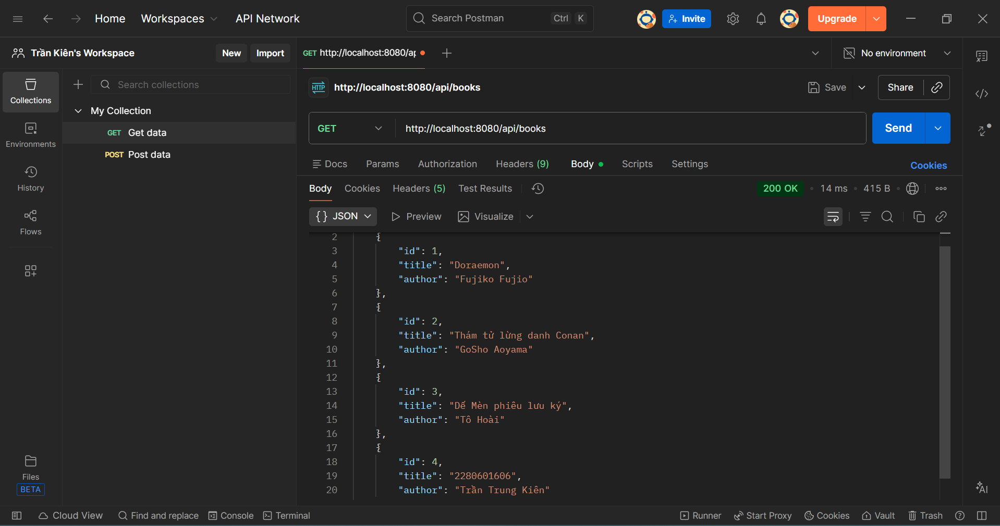 Home Workspaces API Network Search Postman Ctrl K Invite Upgrade
Trần Kiên's Workspace New Import GET http://localhost:8080/ap No environment
Collections
Environments
History
Flows
Files
BETA
Search collections
My Collection
GET Get data
POST Post data
http://localhost:8080/api/books Save Share
GET http://localhost:8080/api/books Send
Docs Params Authorization Headers (9) Body Scripts Settings Cookies
Body Cookies Headers (5) Test Results 200 OK 14 ms 415 B
{} JSON Preview Visualize
2 {
3 "id": 1,
4 "title": "Doraemon",
5 "author": "Fujiko Fujio"
6 },
7 {
8 "id": 2,
9 "title": "Thám tử lừng danh Conan",
10 "author": "GoSho Aoyama"
11 },
12 {
13 "id": 3,
14 "title": "Dế Mèn phiêu lưu ký",
15 "author": "Tô Hoài"
16 },
17 {
18 "id": 4,
19 "title": "2280601606",
20 "author": "Trần Trung Kiên"
AI
Cloud View Find and replace Console Terminal Runner Start Proxy Cookies Vault Trash